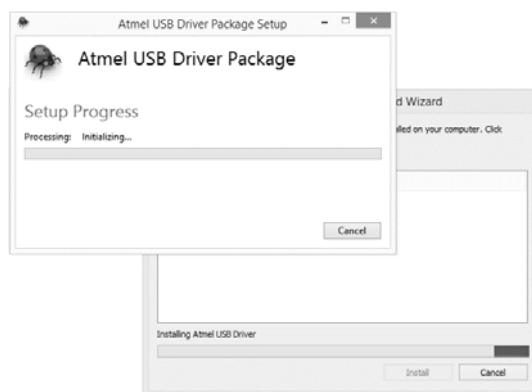 Atmel USB Driver Package Setup
Atmel USB Driver Package
Setup Progress
Processing: Initializing...
Cancel
d Wizard
alled on your computer. Click
Installing Atmel USB Driver
Install Cancel